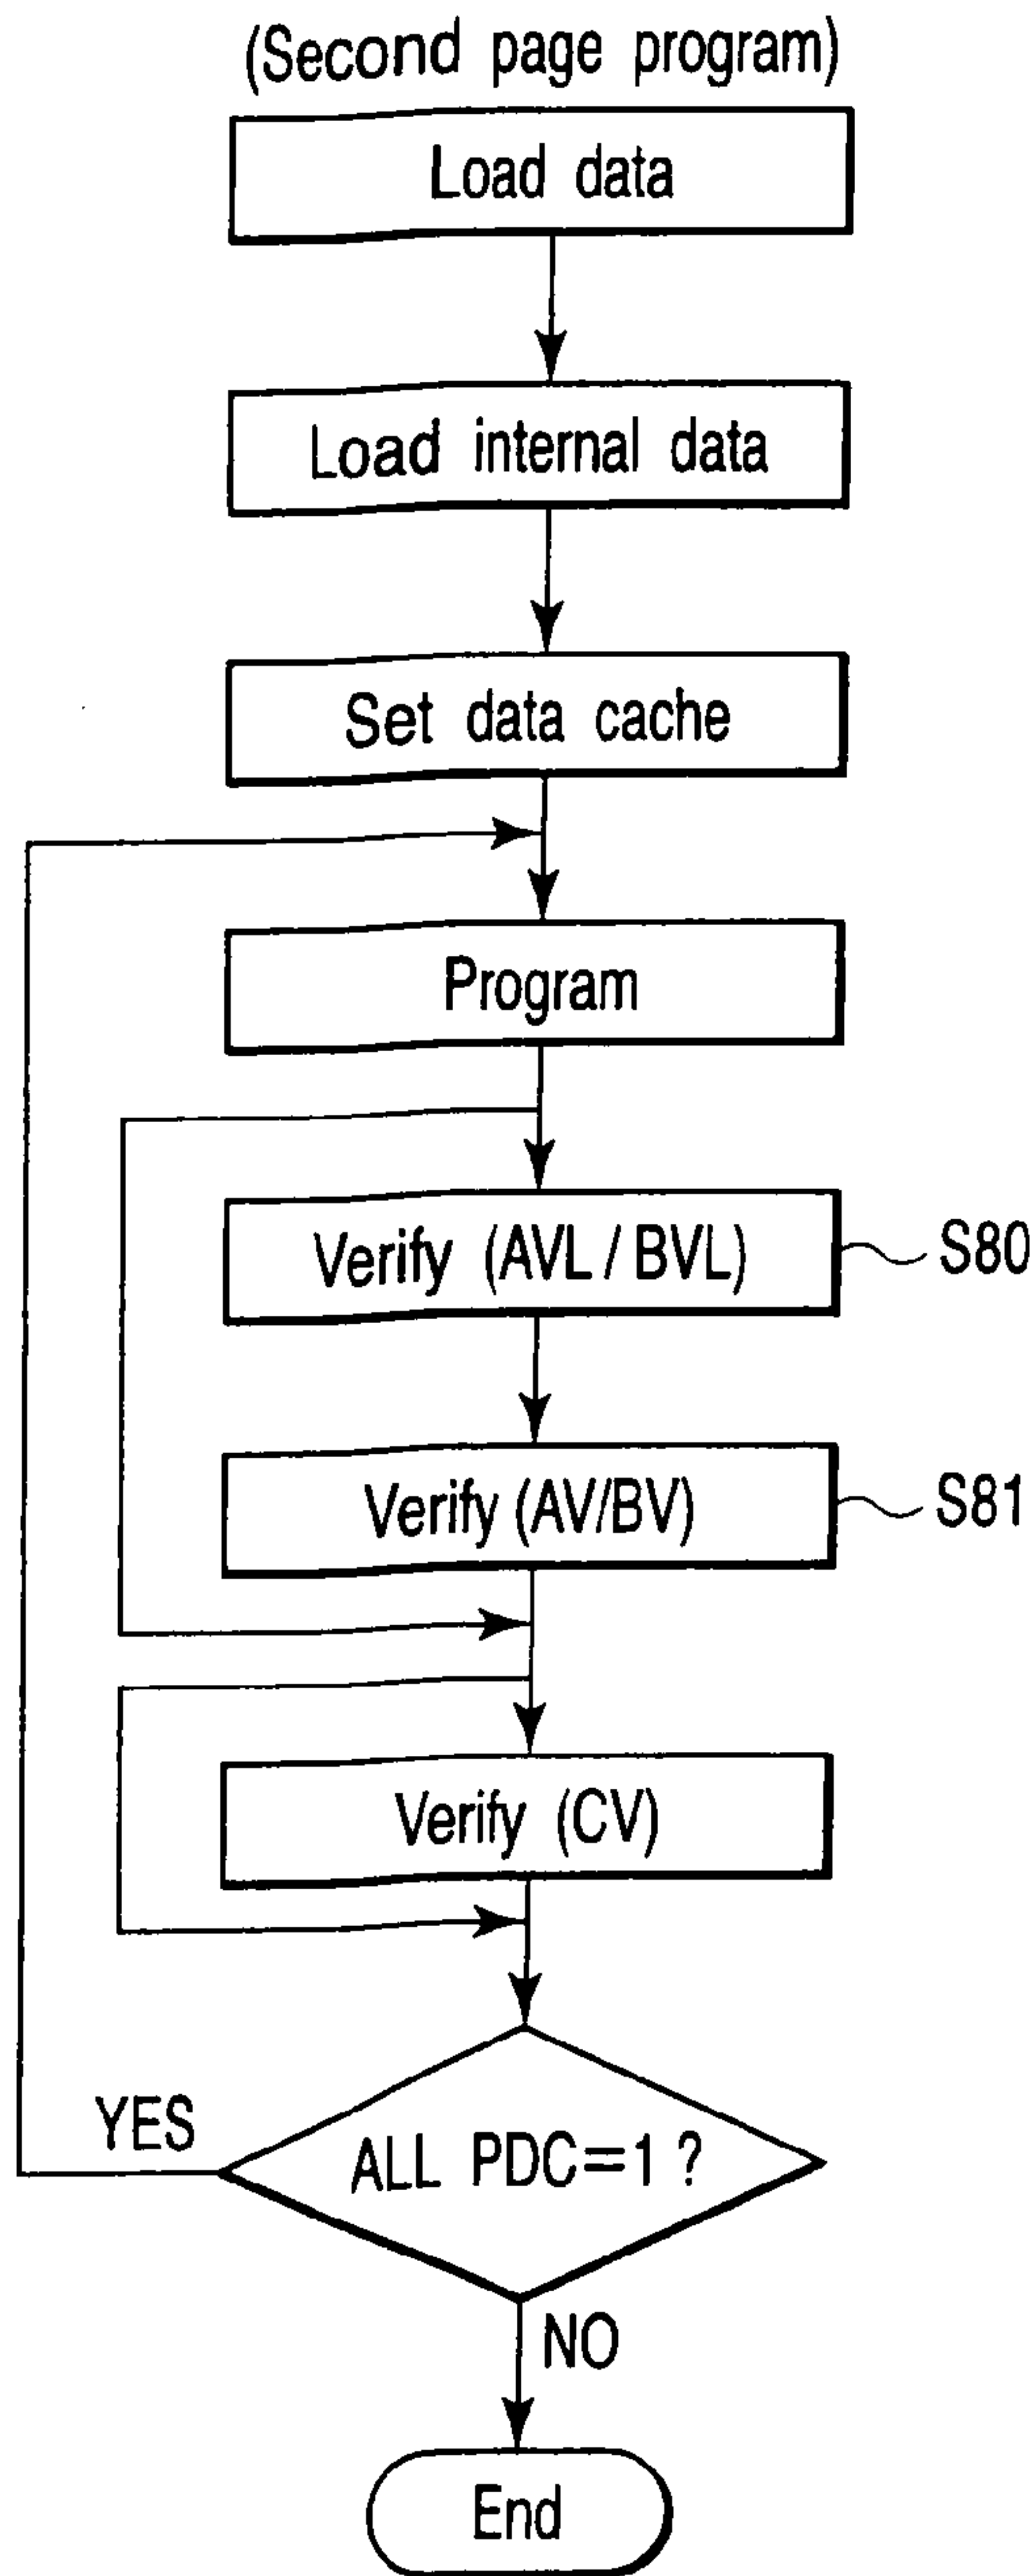 (Second page program)
Load data
Load internal data
Set data cache
Program
Verify (AVL / BVL)
S80
Verify (AV/BV)
S81
Verify (CV)
YES
ALL PDC=1 ?
NO
End